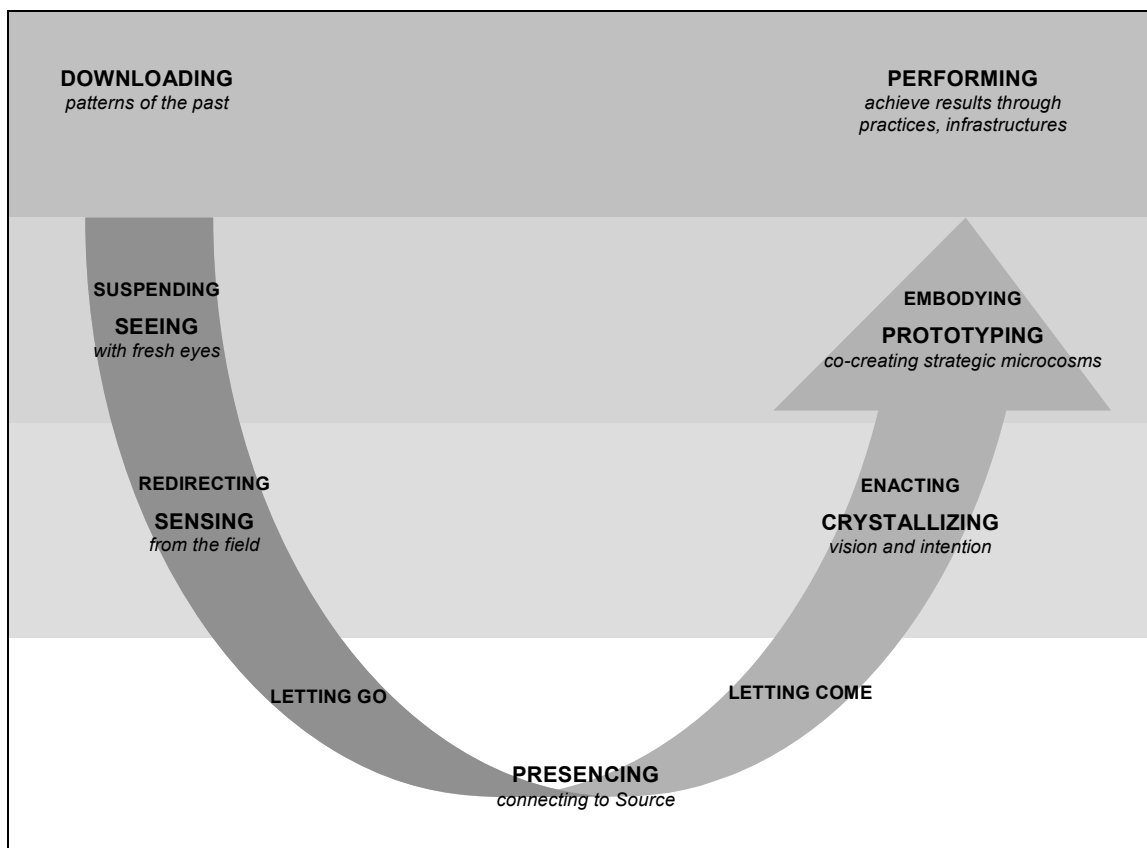 DOWNLOADING
patterns of the past
PERFORMING
achieve results through
practices, infrastructures
SUSPENDING
SEEING
with fresh eyes
EMBODYING
PROTOTYPING
co-creating strategic microcosms
REDIRECTING
SENSING
from the field
ENACTING
CRYSTALLIZING
vision and intention
LETTING GO
LETTING COME
PRESENCING
connecting to Source